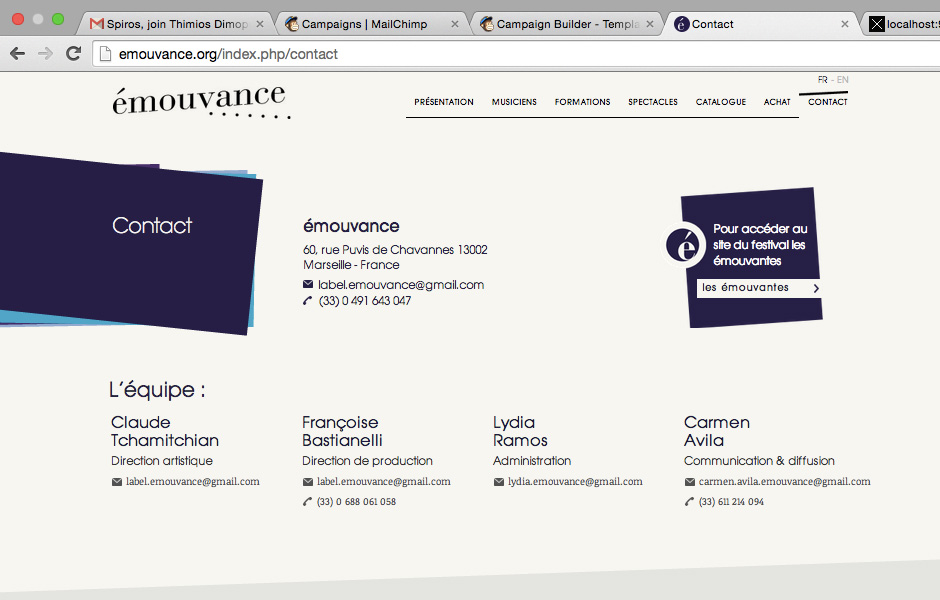 Spiros, join Thimios Dimop
Campaigns | MailChimp
Campaign Builder - Templa
Contact
localhost:
emouvance.org/index.php/contact
émouvance
FR - EN
PRÉSENTATION MUSICIENS FORMATIONS SPECTACLES CATALOGUE ACHAT CONTACT
Contact
émouvance
60, rue Puvis de Chavannes 13002
Marseille - France
label.emouvance@gmail.com
(33) 0 491 643 047
é
Pour accéder au
site du festival les
émouvantes
les émouvantes
L'équipe :
Claude
Tchamitchian
Direction artistique
label.emouvance@gmail.com
Françoise
Bastianelli
Direction de production
label.emouvance@gmail.com
(33) 0 688 061 058
Lydia
Ramos
Administration
lydia.emouvance@gmail.com
Carmen
Avila
Communication & diffusion
carmen.avila.emouvance@gmail.com
(33) 611 214 094